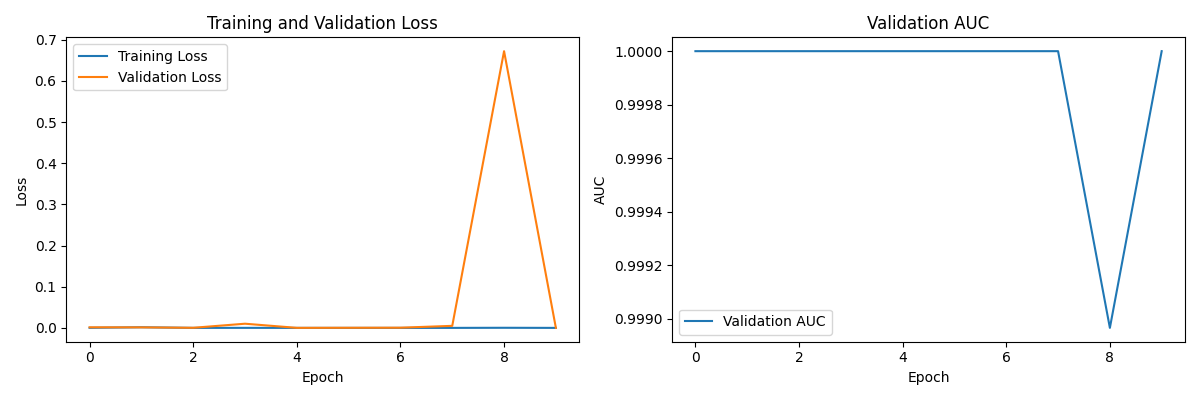 Training and Validation Loss
Training Loss
Validation Loss
Loss
0.7
0.6
0.5
0.4
0.3
0.2
0.1
0.0
0
2
4
6
8
Epoch
Validation AUC
AUC
1.0000
0.9998
0.9996
0.9994
0.9992
0.9990
Validation AUC
0
2
4
6
8
Epoch